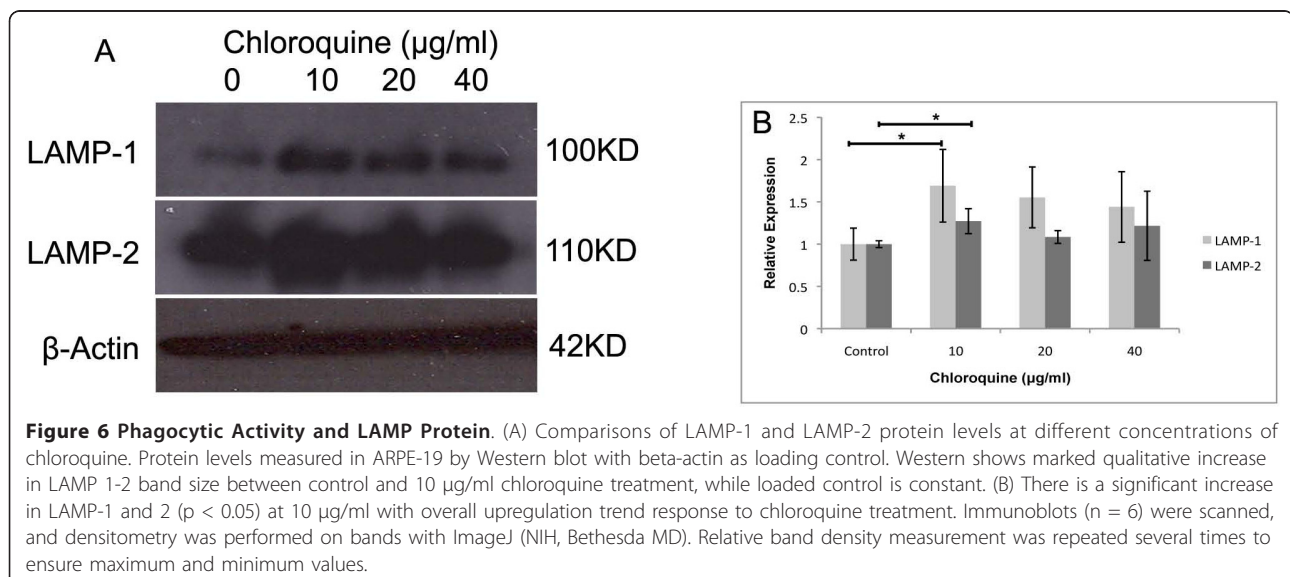 A
Chloroquine (µg/ml)
0 10 20 40
LAMP-1 100KD
LAMP-2 110KD
β-Actin 42KD
B
2.5
2
1.5
1
0.5
0
Relative Expression
* *
Control 10 20 40
Chloroquine (µg/ml)
LAMP-1
LAMP-2
Figure 6 Phagocytic Activity and LAMP Protein. (A) Comparisons of LAMP-1 and LAMP-2 protein levels at different concentrations of
chloroquine. Protein levels measured in ARPE-19 by Western blot with beta-actin as loading control. Western shows marked qualitative increase
in LAMP 1-2 band size between control and 10 µg/ml chloroquine treatment, while loaded control is constant. (B) There is a significant increase
in LAMP-1 and 2 (p < 0.05) at 10 µg/ml with overall upregulation trend response to chloroquine treatment. Immunoblots (n = 6) were scanned,
and densitometry was performed on bands with ImageJ (NIH, Bethesda MD). Relative band density measurement was repeated several times to
ensure maximum and minimum values.